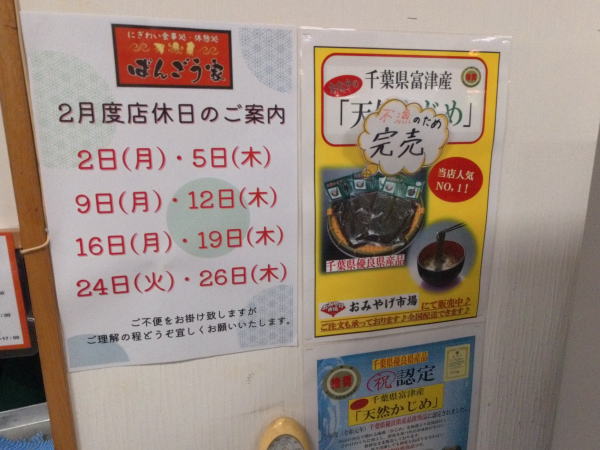 にぎわい食事処・休憩処
ばんごう家
2月度店休日のご案内
2日(月)・5日(木)
9日(月)・12日(木)
16日(月)・19日(木)
24日(火)・26日(木)
ご不便をお掛け致しますが
ご理解の程どうぞ宜しくお願いいたします。
千葉県富津産
「天然かじめ」
不漁のため
完売
当店人気
NO,1!
千葉県優良県産品
おみやげ市場にて販売中♪
ご注文も承っております♪全国配送できます♪
千葉県優良県産品
祝 認定
千葉県富津産
「天然かじめ」